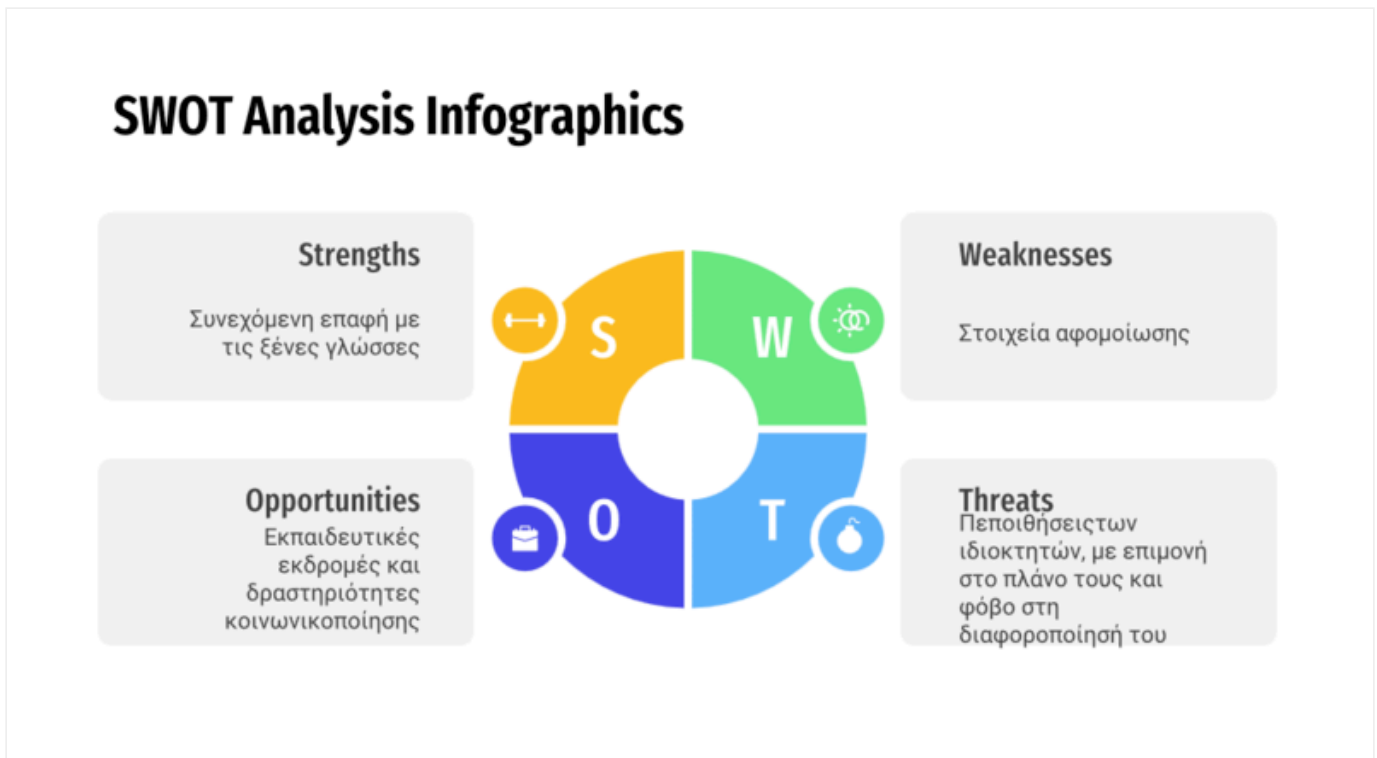 SWOT Analysis Infographics
Strengths
Συνεχόμενη επαφή με
τις ξένες γλώσσες
Weaknesses
Στοιχεία αφομοίωσης
S
W
O
T
Opportunities
Εκπαιδευτικές
εκδρομές και
δραστηριότητες
κοινωνικοποίησης
Threats
Πεποιθήσειςτων
ιδιοκτητών, με επιμονή
στο πλάνο τους και
φόβο στη
διαφοροποίησή του